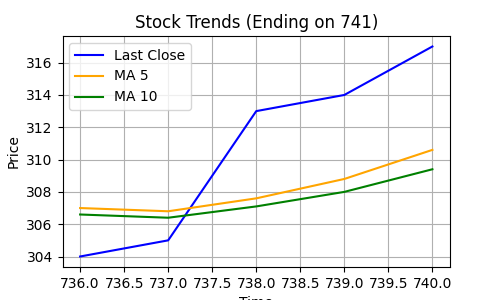 Stock Trends (Ending on 741)
Last Close
MA 5
MA 10
Price
316
314
312
310
308
306
304
736.0 736.5 737.0 737.5 738.0 738.5 739.0 739.5 740.0
Time